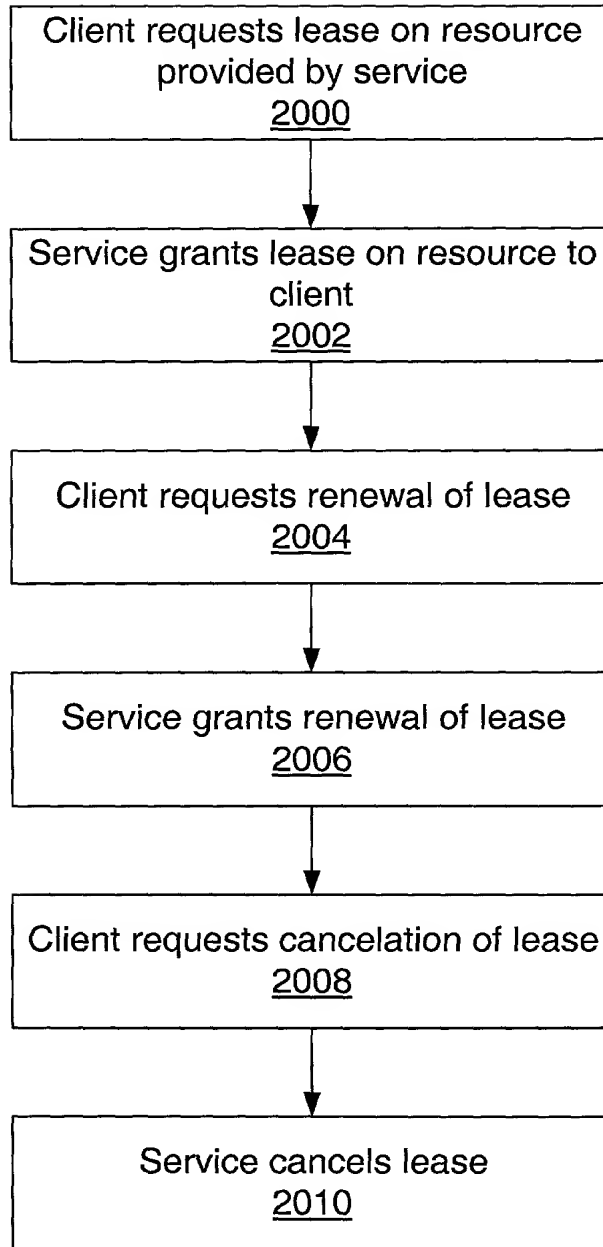 Client requests lease on resource
provided by service
2000
Service grants lease on resource to
client
2002
Client requests renewal of lease
2004
Service grants renewal of lease
2006
Client requests cancelation of lease
2008
Service cancels lease
2010